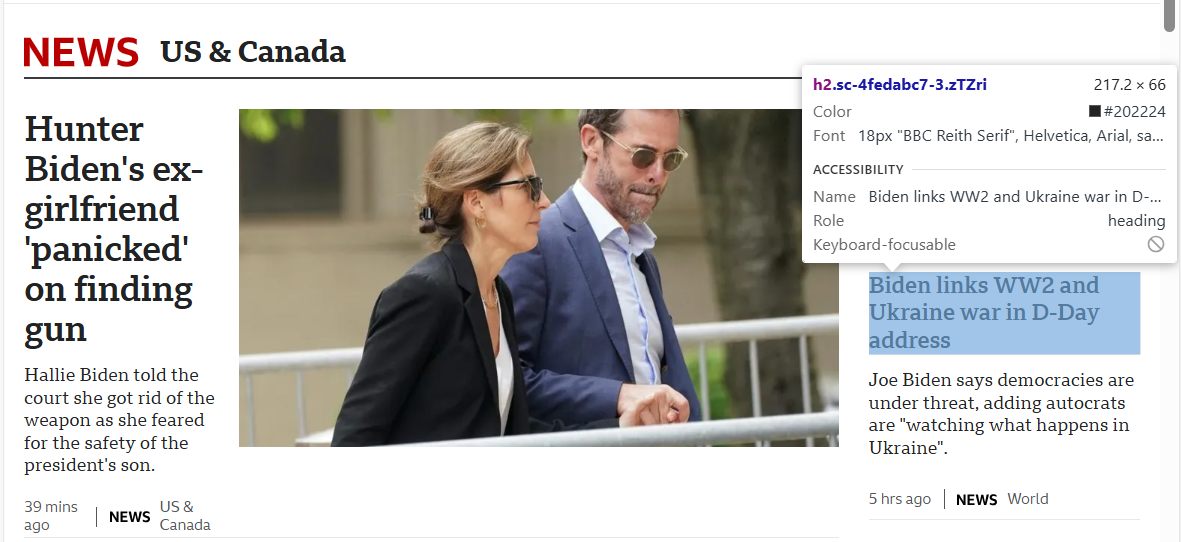 NEWS US & Canada
Hunter
Biden's ex-
girlfriend
'panicked'
on finding
gun
Hallie Biden told the
court she got rid of the
weapon as she feared
for the safety of the
president's son.
39 mins
ago
NEWS
US &
Canada
h2.sc-4fedabc7-3.zTZri 217.2 × 66
Color #202224
Font 18px "BBC Reith Serif", Helvetica, Arial, sa...
ACCESSIBILITY
Name Biden links WW2 and Ukraine war in D-...
Role heading
Keyboard-focusable
Biden links WW2 and
Ukraine war in D-Day
address
Joe Biden says democracies are
under threat, adding autocrats
are "watching what happens in
Ukraine".
5 hrs ago NEWS World